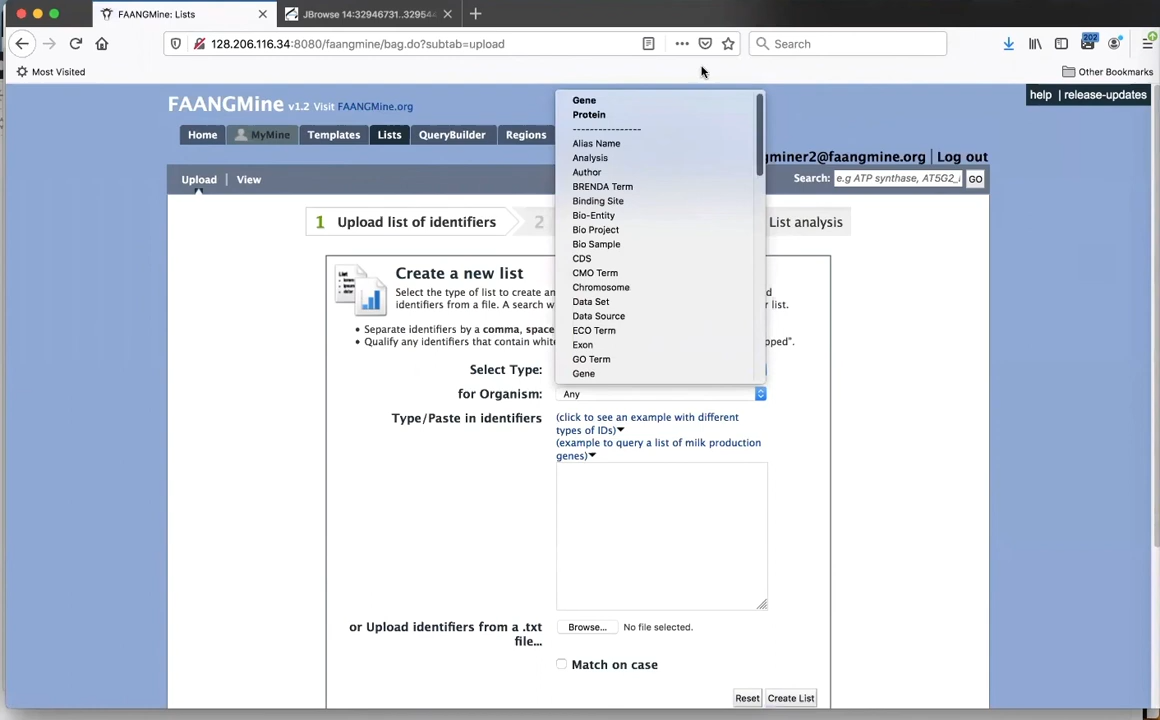 FAANGMine: Lists
JBrowse 14:32946731..32954
128.206.116.34:8080/faangmine/bag.do?subtab=upload
Search
202
Most Visited
Other Bookmarks
FAANGMine v1.2 Visit FAANGMine.org
help | release-updates
Home MyMine Templates Lists QueryBuilder Regions
gminer2@faangmine.org | Log out
Upload | View
Search: e.g ATP synthase, AT5G2_ GO
1 Upload list of identifiers 2 List analysis
Create a new list
Select the type of list to create an
identifiers from a file. A search w
r list.
• Separate identifiers by a comma, space
• Qualify any identifiers that contain whit
pped".
Select Type:
Gene
Protein
----------------
Alias Name
Analysis
Author
BRENDA Term
Binding Site
Bio-Entity
Bio Project
Bio Sample
CDS
CMO Term
Chromosome
Data Set
Data Source
ECO Term
Exon
GO Term
Gene
for Organism: Any
Type/Paste in identifiers
(click to see an example with different
types of IDs)
(example to query a list of milk production
genes)
or Upload identifiers from a .txt
file...
Browse... No file selected.
Match on case
Reset Create List